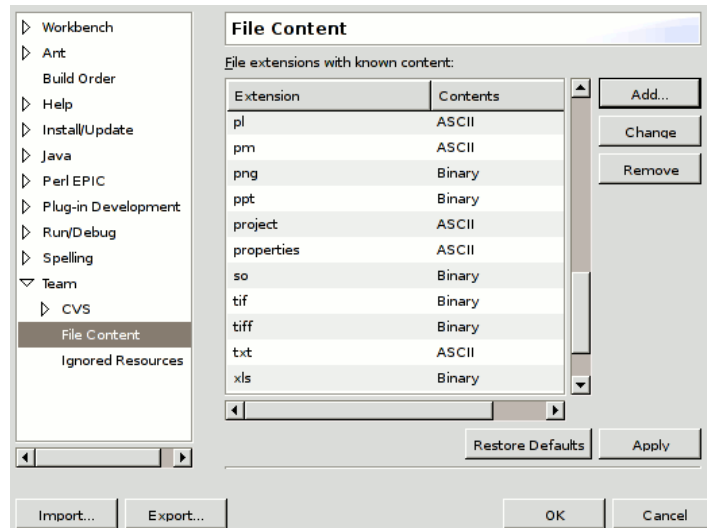 Workbench
Ant
Build Order
Help
Install/Update
Java
Perl EPIC
Plug-in Development
Run/Debug
Spelling
Team
CVS
File Content
Ignored Resources
File Content
File extensions with known content:
Extension Contents
pl ASCII
pm ASCII
png Binary
ppt Binary
project ASCII
properties ASCII
so Binary
tif Binary
tiff Binary
txt ASCII
xls Binary
Add...
Change
Remove
Restore Defaults Apply
Import... Export... OK Cancel